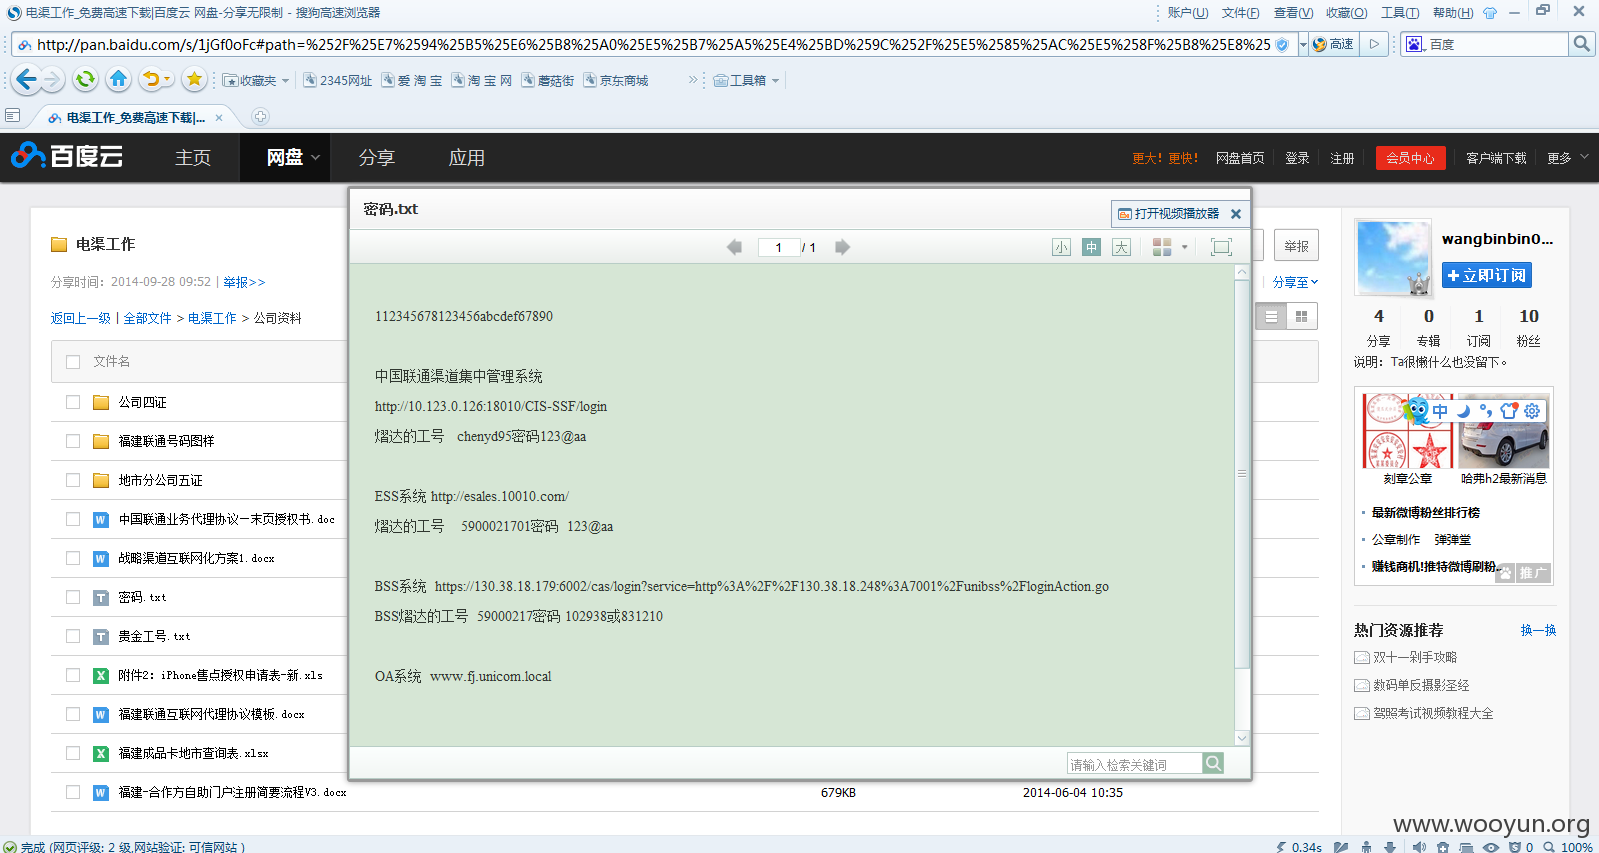 电渠工作_免费高速下载|百度云 网盘-分享无限制 - 搜狗高速浏览器
账户(U) 文件(F) 查看(V) 收藏(O) 工具(T) 帮助(H)
http://pan.baidu.com/s/1jGf0oFc#path=%252F%25E7%2594%25B5%25E6%25B8%25A0%25E5%25B7%25A5%25E4%25BD%259C%252F%25E5%2585%25AC%25E5%258F%25B8%25E8%25
高速
百度
收藏夹 2345网址 爱 淘 宝 淘 宝 网 蘑菇街 京东商城 » 工具箱
电渠工作_免费高速下载|...
百度云 主页 网盘 分享 应用
更大！更快！ 网盘首页 登录 注册 会员中心 客户端下载 更多
电渠工作
分享时间：2014-09-28 09:52 | 举报>>
返回上一级 | 全部文件 > 电渠工作 > 公司资料
文件名
公司四证
福建联通号码图样
地市分公司五证
中国联通业务代理协议—末页授权书.doc
战略渠道互联网化方案1.docx
密码.txt
贵金工号.txt
附件2：iPhone售点授权申请表-新.xls
福建联通互联网代理协议模板.docx
福建成品卡地市查询表.xlsx
福建-合作方自助门户注册简要流程V3.docx
679KB
2014-06-04 10:35
密码.txt
打开视频播放器
1 / 1
小 中 大
112345678123456abcdef67890
中国联通渠道集中管理系统
http://10.123.0.126:18010/CIS-SSF/login
熠达的工号 chenyd95密码123@aa
ESS系统 http://esales.10010.com/
熠达的工号 5900021701密码 123@aa
BSS系统 https://130.38.18.179:6002/cas/login?service=http%3A%2F%2F130.38.18.248%3A7001%2Funibss%2FloginAction.go
BSS熠达的工号 59000217密码 102938或831210
OA系统 www.fj.unicom.local
请输入检索关键词
举报
分享至
wangbinbin0...
+立即订阅
4 0 1 10
分享 专辑 订阅 粉丝
说明：Ta很懒什么也没留下。
中
刻章公章 哈弗h2最新消息
最新微博粉丝排行榜
公章制作 弹弹堂
赚钱商机!推特微博刷粉...
推广
热门资源推荐 换一换
双十一剁手攻略
数码单反摄影圣经
驾照考试视频教程大全
www.wooyun.org
完成 (网页评级: 2 级,网站验证: 可信网站 )
0.34s
0
100%